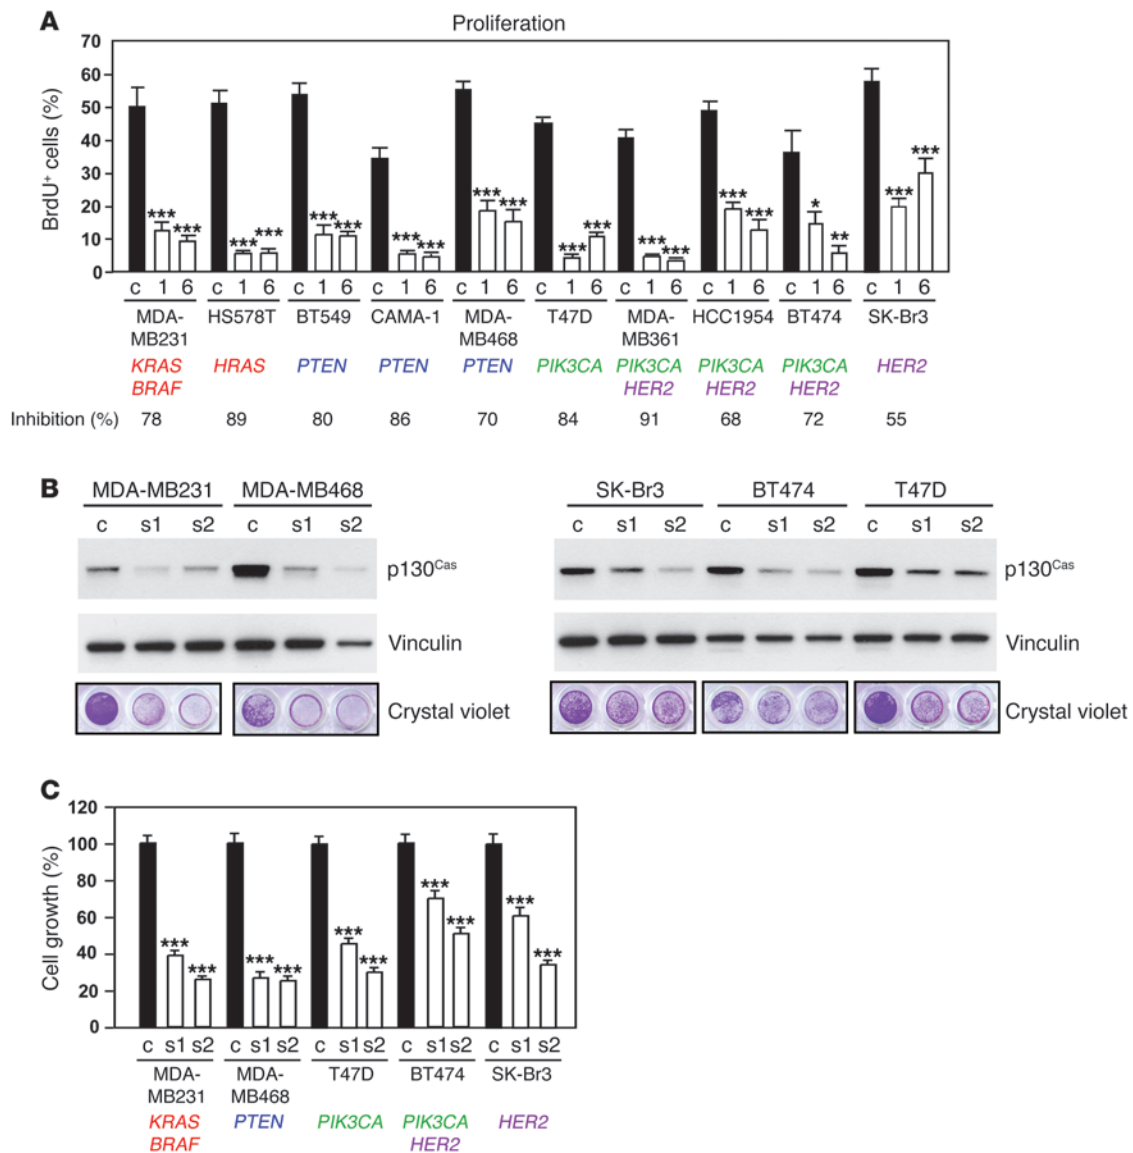 A
Proliferation
BrdU⁺ cells (%)
70
60
50
40
30
20
10
0
*** *** *** *** *** *** *** *** *** *** *** *** *** *** *** *** * ** *** ***
c 1 6 c 1 6 c 1 6 c 1 6 c 1 6 c 1 6 c 1 6 c 1 6 c 1 6 c 1 6
MDA- HS578T BT549 CAMA-1 MDA- T47D MDA- HCC1954 BT474 SK-Br3
MB231 MB468 MB361
KRAS HRAS PTEN PTEN PTEN PIK3CA PIK3CA PIK3CA PIK3CA HER2
BRAF HER2 HER2 HER2
Inhibition (%) 78 89 80 86 70 84 91 68 72 55
B
MDA-MB231 MDA-MB468 SK-Br3 BT474 T47D
c s1 s2 c s1 s2 c s1 s2 c s1 s2 c s1 s2
p130Cas p130Cas
Vinculin Vinculin
Crystal violet Crystal violet
C
Cell growth (%)
120
100
80
60
40
20
0
*** *** *** *** *** *** *** *** *** ***
c s1 s2 c s1 s2 c s1 s2 c s1 s2 c s1 s2
MDA- MDA- T47D BT474 SK-Br3
MB231 MB468
KRAS PTEN PIK3CA PIK3CA HER2
BRAF HER2